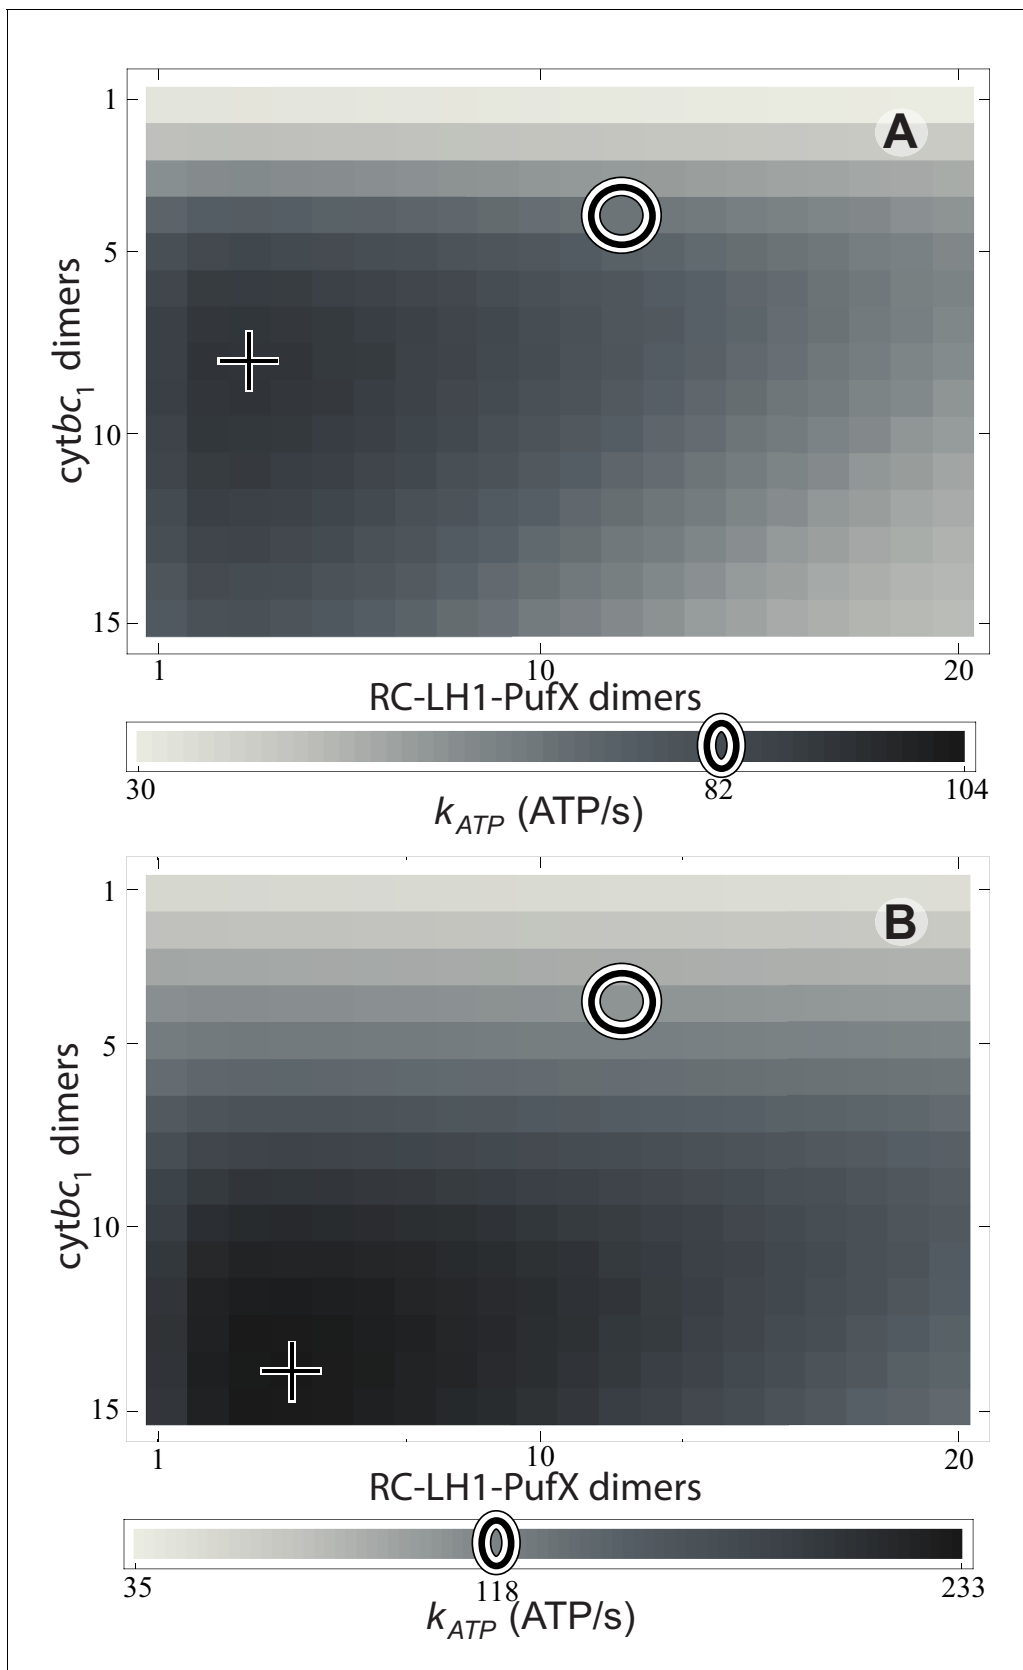 A
1
5
10
15
cytbc1 dimers
1 10 20
RC-LH1-PufX dimers
30 82 104
kATP (ATP/s)
B
1
5
10
15
cytbc1 dimers
1 10 20
RC-LH1-PufX dimers
35 118 233
kATP (ATP/s)